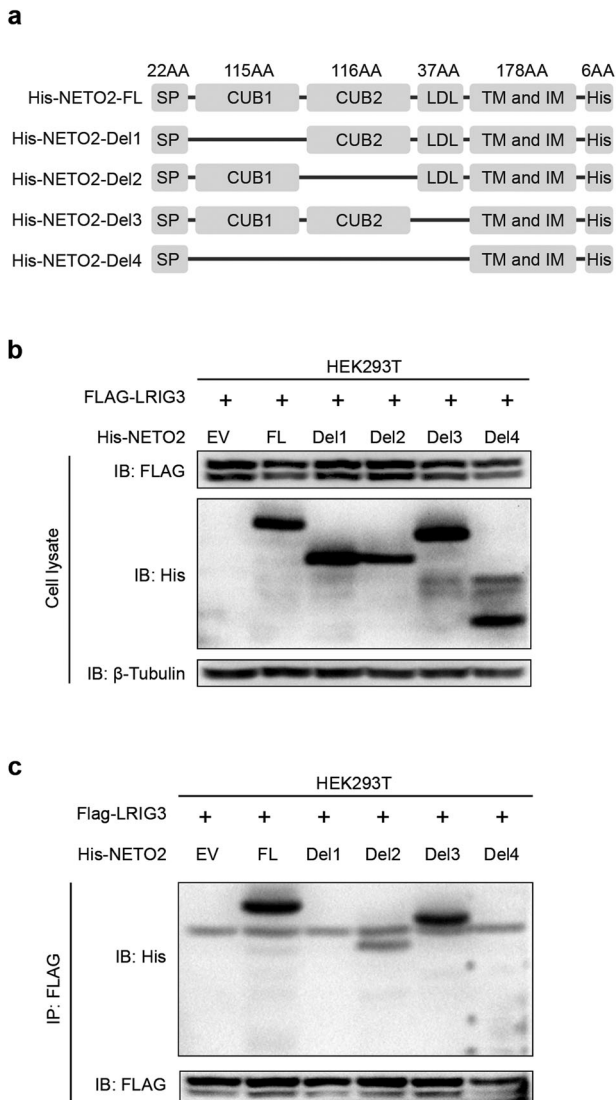 a
22AA 115AA 116AA 37AA 178AA 6AA
His-NETO2-FL SP CUB1 CUB2 LDL TM and IM His
His-NETO2-Del1 SP CUB2 LDL TM and IM His
His-NETO2-Del2 SP CUB1 LDL TM and IM His
His-NETO2-Del3 SP CUB1 CUB2 TM and IM His
His-NETO2-Del4 SP TM and IM His
b
HEK293T
FLAG-LRIG3 + + + + + +
His-NETO2 EV FL Del1 Del2 Del3 Del4
IB: FLAG
Cell lysate
IB: His
IB: β-Tubulin
c
HEK293T
Flag-LRIG3 + + + + + +
His-NETO2 EV FL Del1 Del2 Del3 Del4
IP: FLAG
IB: His
IB: FLAG